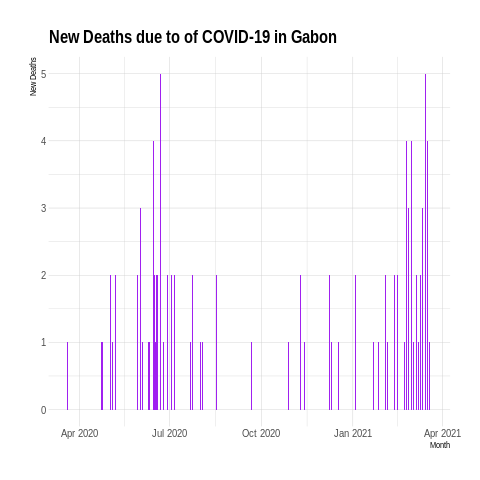 New Deaths due to of COVID-19 in Gabon
New Deaths
5
4
3
2
1
0
Apr 2020 Jul 2020 Oct 2020 Jan 2021 Apr 2021
Month